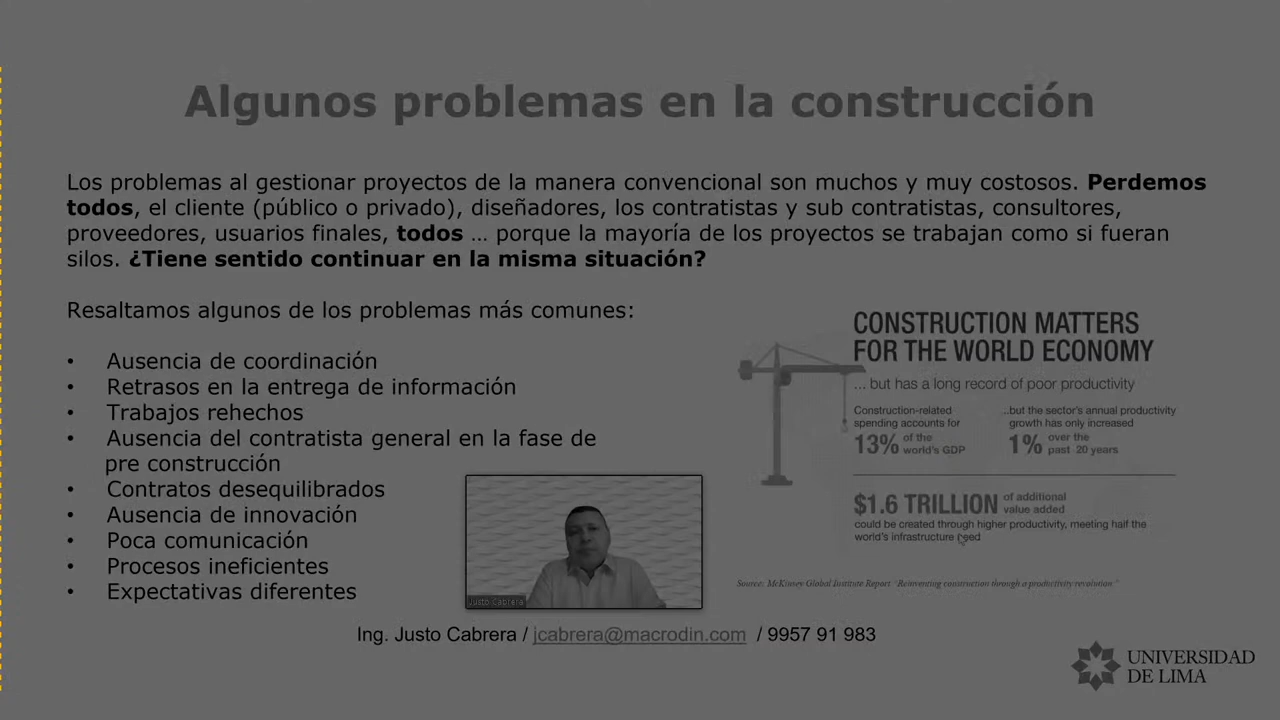 Algunos problemas en la construcción
Los problemas al gestionar proyectos de la manera convencional son muchos y muy costosos. Perdemos
todos, el cliente (público o privado), diseñadores, los contratistas y sub contratistas, consultores,
proveedores, usuarios finales, todos … porque la mayoría de los proyectos se trabajan como si fueran
silos. ¿Tiene sentido continuar en la misma situación?
Resaltamos algunos de los problemas más comunes:
• Ausencia de coordinación
• Retrasos en la entrega de información
• Trabajos rehechos
• Ausencia del contratista general en la fase de
pre construcción
• Contratos desequilibrados
• Ausencia de innovación
• Poca comunicación
• Procesos ineficientes
• Expectativas diferentes
CONSTRUCTION MATTERS
FOR THE WORLD ECONOMY
... but has a long record of poor productivity
Construction-related
spending accounts for
13% of the
world's GDP
...but the sector's annual productivity
growth has only increased
1% over the
past 20 years
$1.6 TRILLION of additional
value added
could be created through higher productivity, meeting half the
world's infrastructure need
Source: McKinsey Global Institute Report "Reinventing construction through a productivity revolution"
Justo Cabrera
Ing. Justo Cabrera / jcabrera@macrodin.com / 9957 91 983
UNIVERSIDAD
DE LIMA